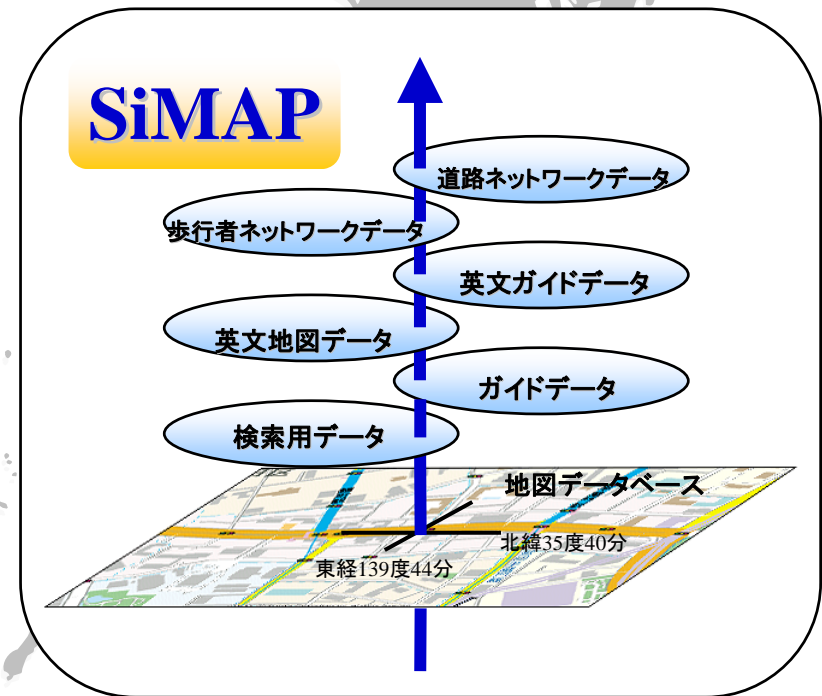 SiMAP
道路ネットワークデータ
歩行者ネットワークデータ
英文ガイドデータ
英文地図データ
ガイドデータ
検索用データ
地図データベース
北緯35度40分
東経139度44分